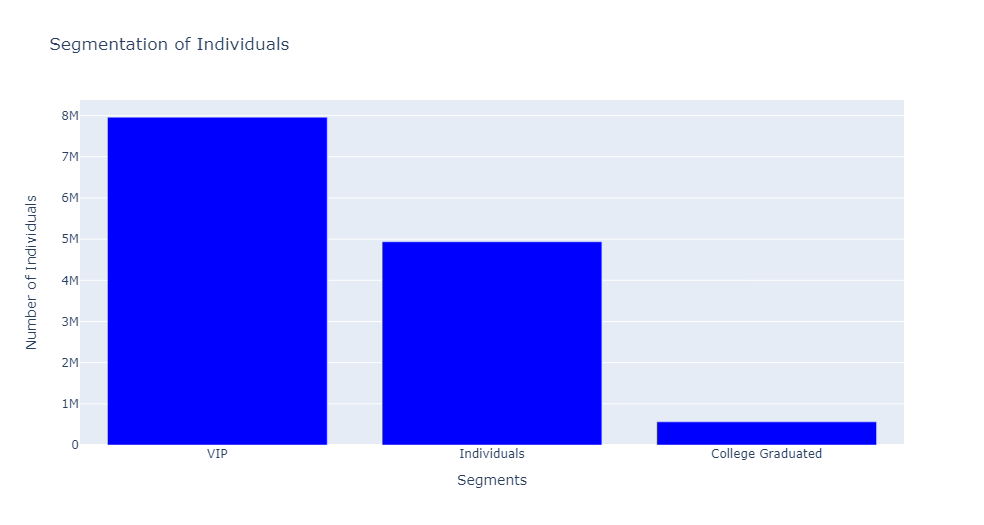 Segmentation of Individuals
Number of Individuals
8M
7M
6M
5M
4M
3M
2M
1M
0
VIP
Individuals
College Graduated
Segments